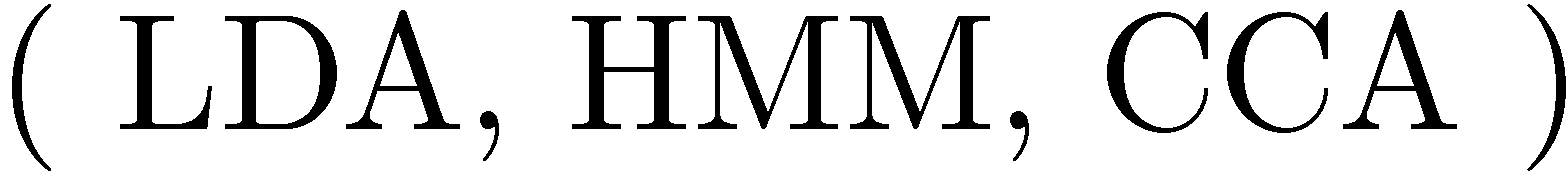 ( LDA, HMM, CCA )